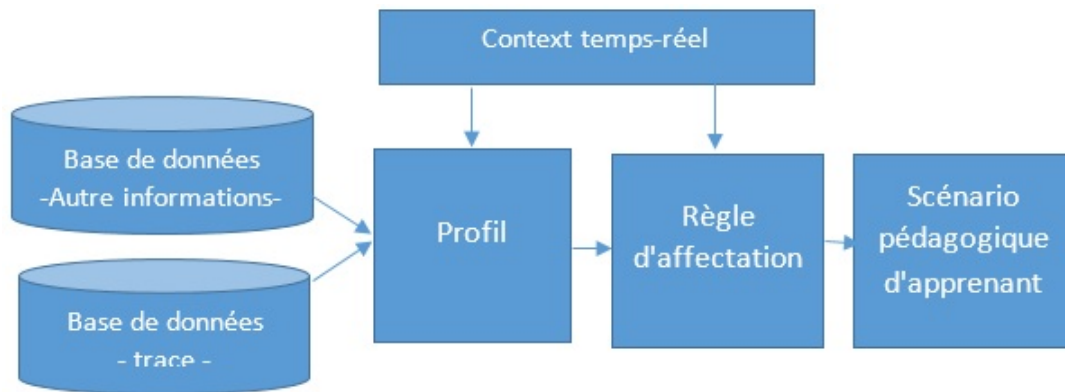 Context temps-réel
Base de données
-Autre informations-
Base de données
- trace -
Profil
Règle
d'affectation
Scénario
pédagogique
d'apprenant